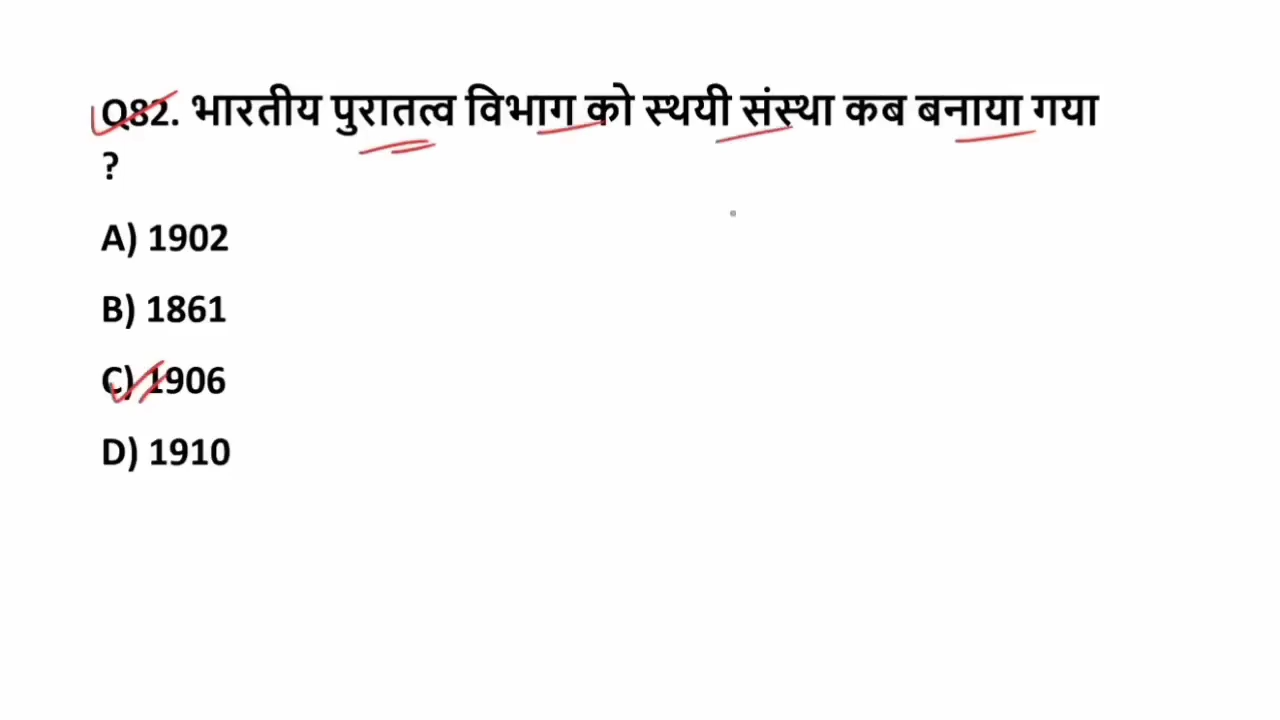 Q82. भारतीय पुरातत्व विभाग को स्थयी संस्था कब बनाया गया
?
A) 1902
B) 1861
C) 1906
D) 1910